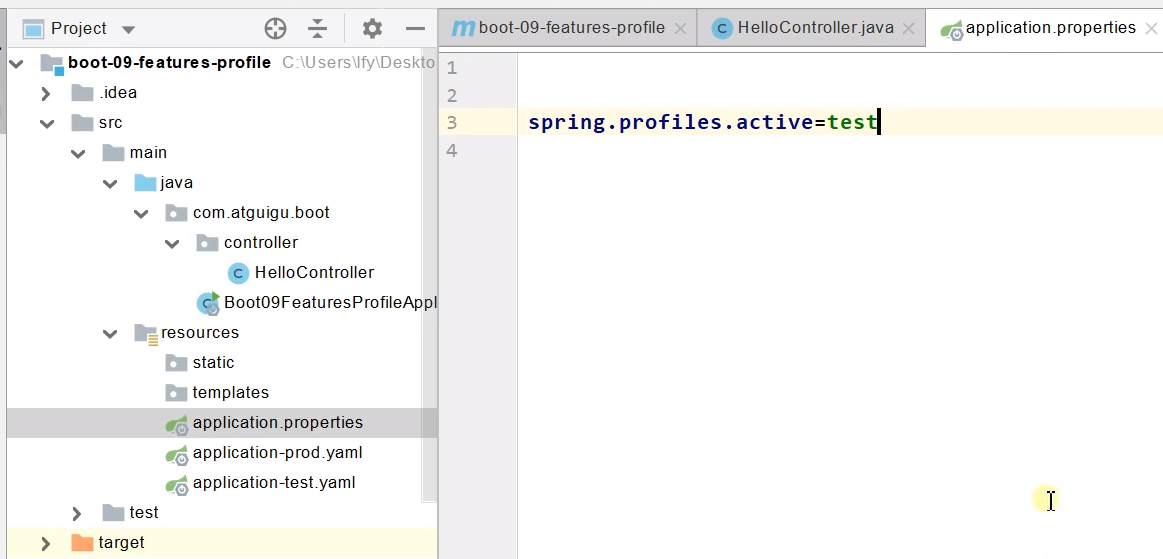 Project
boot-09-features-profile C:\Users\lfy\Deskto
.idea
src
main
java
com.atguigu.boot
controller
HelloController
Boot09FeaturesProfileAppl
resources
static
templates
application.properties
application-prod.yaml
application-test.yaml
test
target
m boot-09-features-profile
C HelloController.java
application.properties
1
2
3 spring.profiles.active=test
4